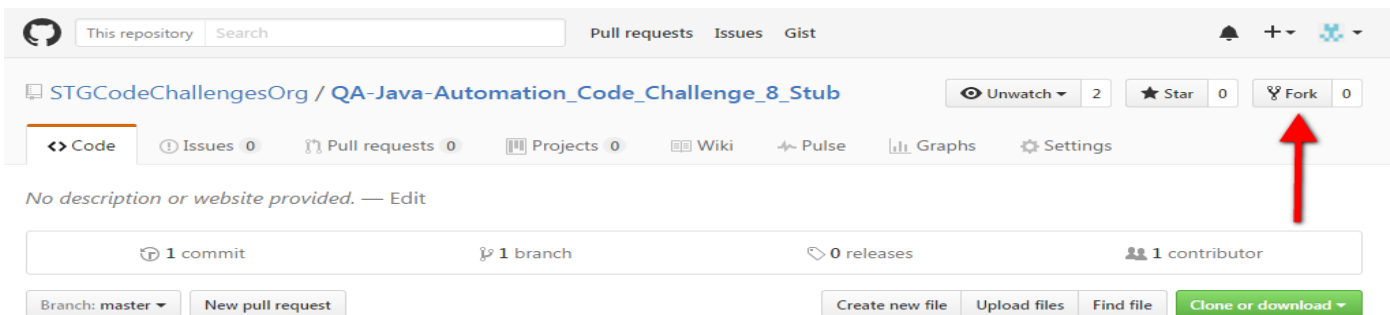 This repository Search Pull requests Issues Gist
STGCodeChallengesOrg / QA-Java-Automation_Code_Challenge_8_Stub Unwatch 2 Star 0 Fork 0
Code Issues 0 Pull requests 0 Projects 0 Wiki Pulse Graphs Settings
No description or website provided. — Edit
1 commit 1 branch 0 releases 1 contributor
Branch: master New pull request Create new file Upload files Find file Clone or download